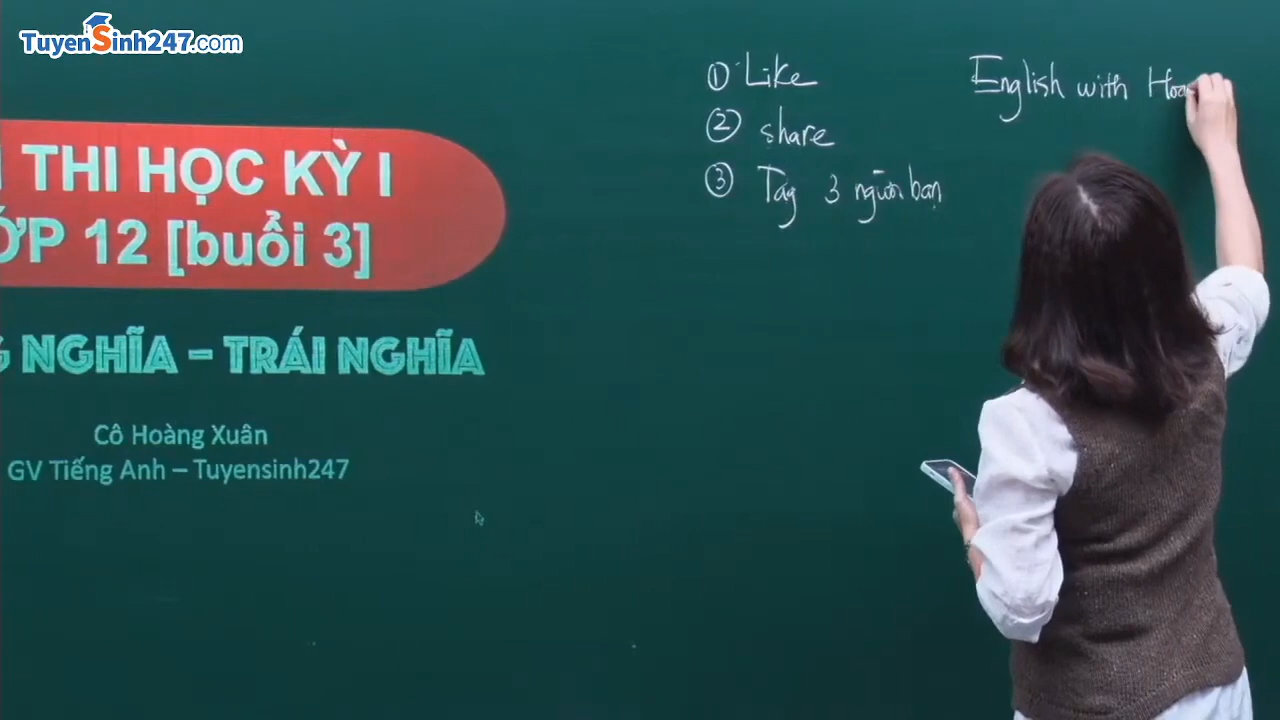 TuyenSinh247.com
THI HỌC KỲ I
ỚP 12 [buổi 3]
NGHĨA – TRÁI NGHĨA
Cô Hoàng Xuân
GV Tiếng Anh – Tuyensinh247
① Like
② share
③ Tag 3 người bạn
English with